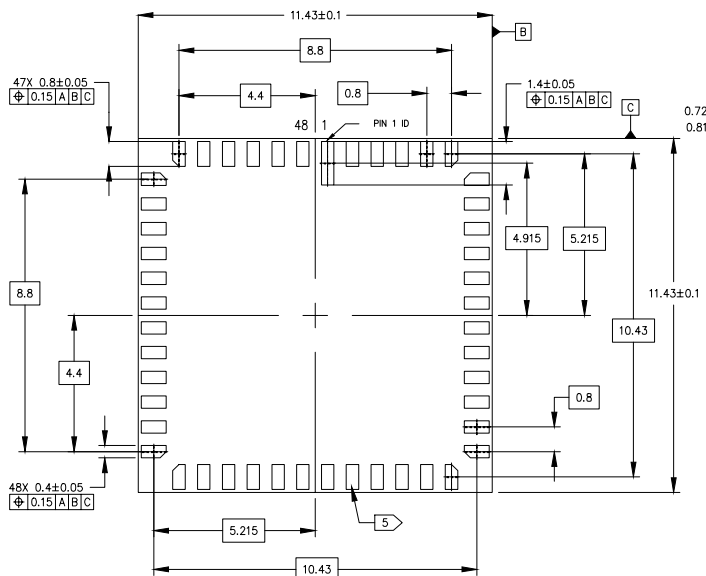 11.43±0.1
B
8.8
47X 0.8±0.05
⌖ 0.15 A B C
4.4
0.8
1.4±0.05
⌖ 0.15 A B C
C
0.72
0.81
48 1 PIN 1 ID
8.8
4.915
5.215
11.43±0.1
10.43
4.4
0.8
48X 0.4±0.05
⌖ 0.15 A B C
5
5.215
10.43